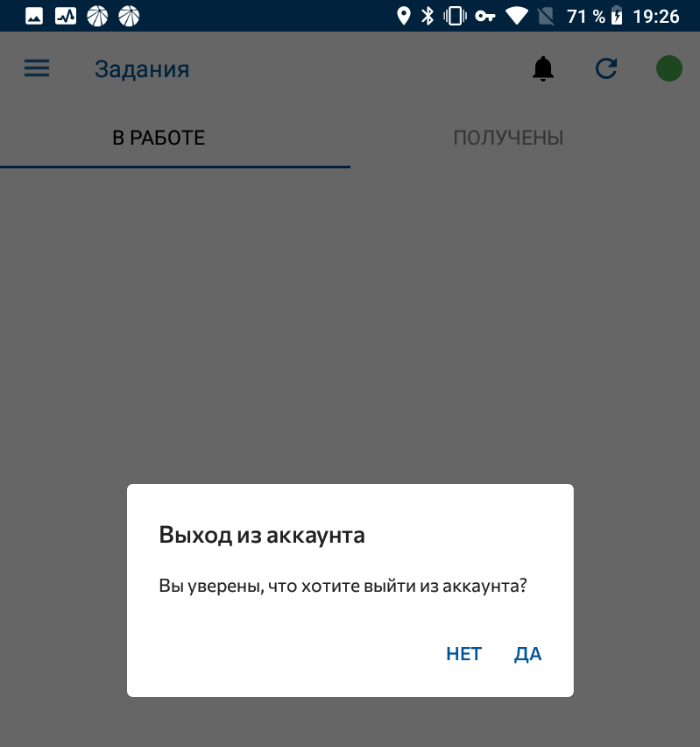 71 % 19:26
Задания
В РАБОТЕ ПОЛУЧЕНЫ
Выход из аккаунта
Вы уверены, что хотите выйти из аккаунта?
НЕТ ДА